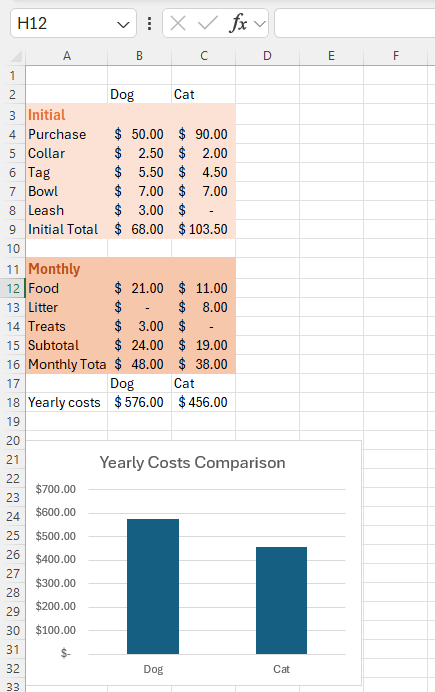 H12 fx
A B C D E F
1
2 Dog Cat
3 Initial
4 Purchase $ 50.00 $ 90.00
5 Collar $ 2.50 $ 2.00
6 Tag $ 5.50 $ 4.50
7 Bowl $ 7.00 $ 7.00
8 Leash $ 3.00 $ -
9 Initial Total $ 68.00 $ 103.50
10
11 Monthly
12 Food $ 21.00 $ 11.00
13 Litter $ - $ 8.00
14 Treats $ 3.00 $ -
15 Subtotal $ 24.00 $ 19.00
16 Monthly Tota $ 48.00 $ 38.00
17 Dog Cat
18 Yearly costs $ 576.00 $ 456.00
19
20
21 Yearly Costs Comparison
22
23 $700.00
24 $600.00
25 $500.00
26 $400.00
27
28 $300.00
29 $200.00
30 $100.00
31 $-
32 Dog Cat
33